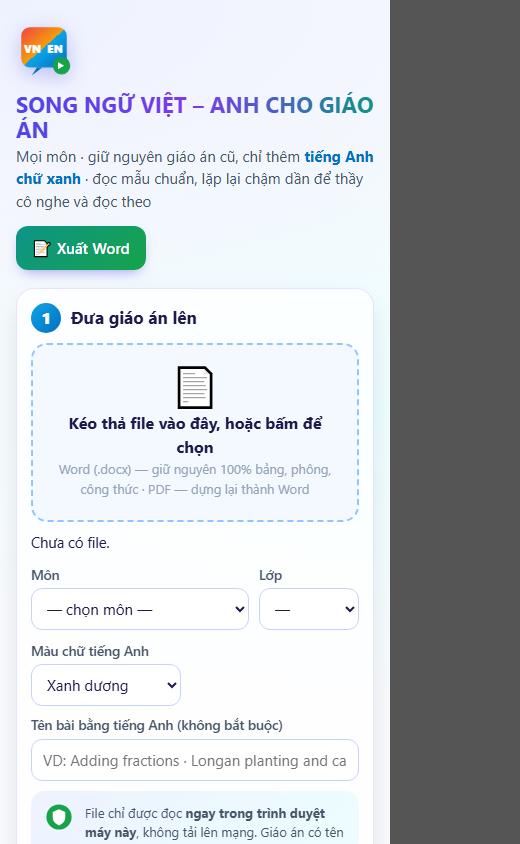 VN EN
SONG NGỮ VIỆT – ANH CHO GIÁO
ÁN
Mọi môn · giữ nguyên giáo án cũ, chỉ thêm tiếng Anh
chữ xanh · đọc mẫu chuẩn, lặp lại chậm dần để thầy
cô nghe và đọc theo
Xuất Word
1 Đưa giáo án lên
Kéo thả file vào đây, hoặc bấm để
chọn
Word (.docx) — giữ nguyên 100% bảng, phông,
công thức · PDF — dựng lại thành Word
Chưa có file.
Môn Lớp
— chọn môn — —
Màu chữ tiếng Anh
Xanh dương
Tên bài bằng tiếng Anh (không bắt buộc)
VD: Adding fractions · Longan planting and ca
File chỉ được đọc ngay trong trình duyệt
máy này, không tải lên mạng. Giáo án có tên